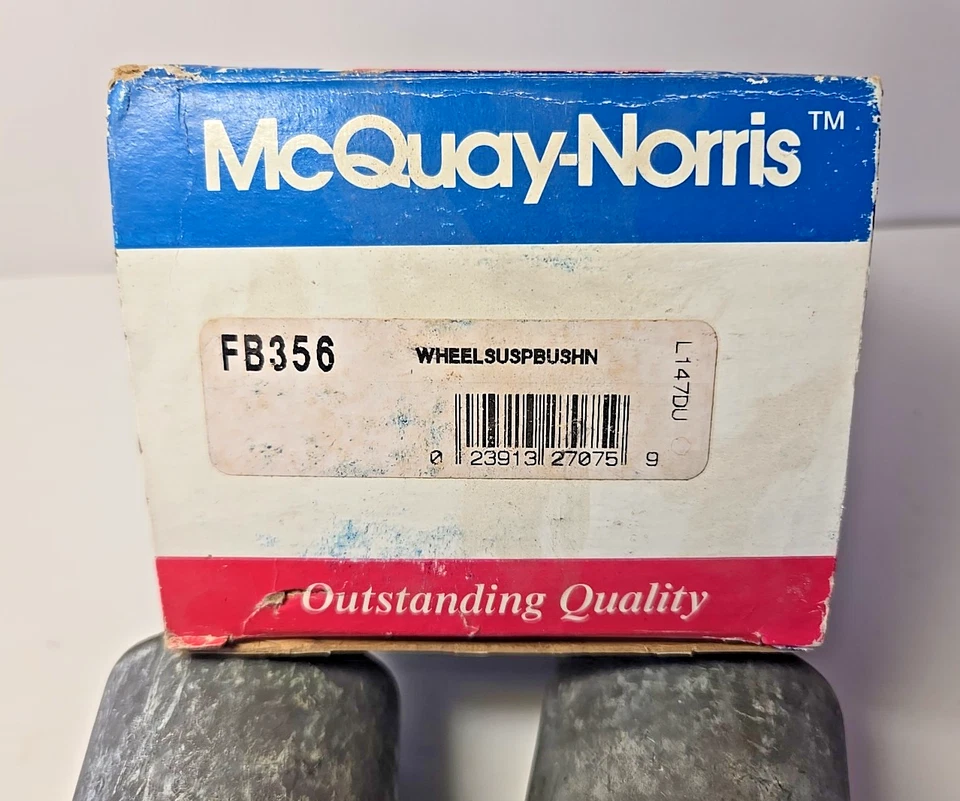 McQuay-Norris™
FB356 WHEELSUSPBUSHN
L147DU
0 23913 27075 9
Outstanding Quality